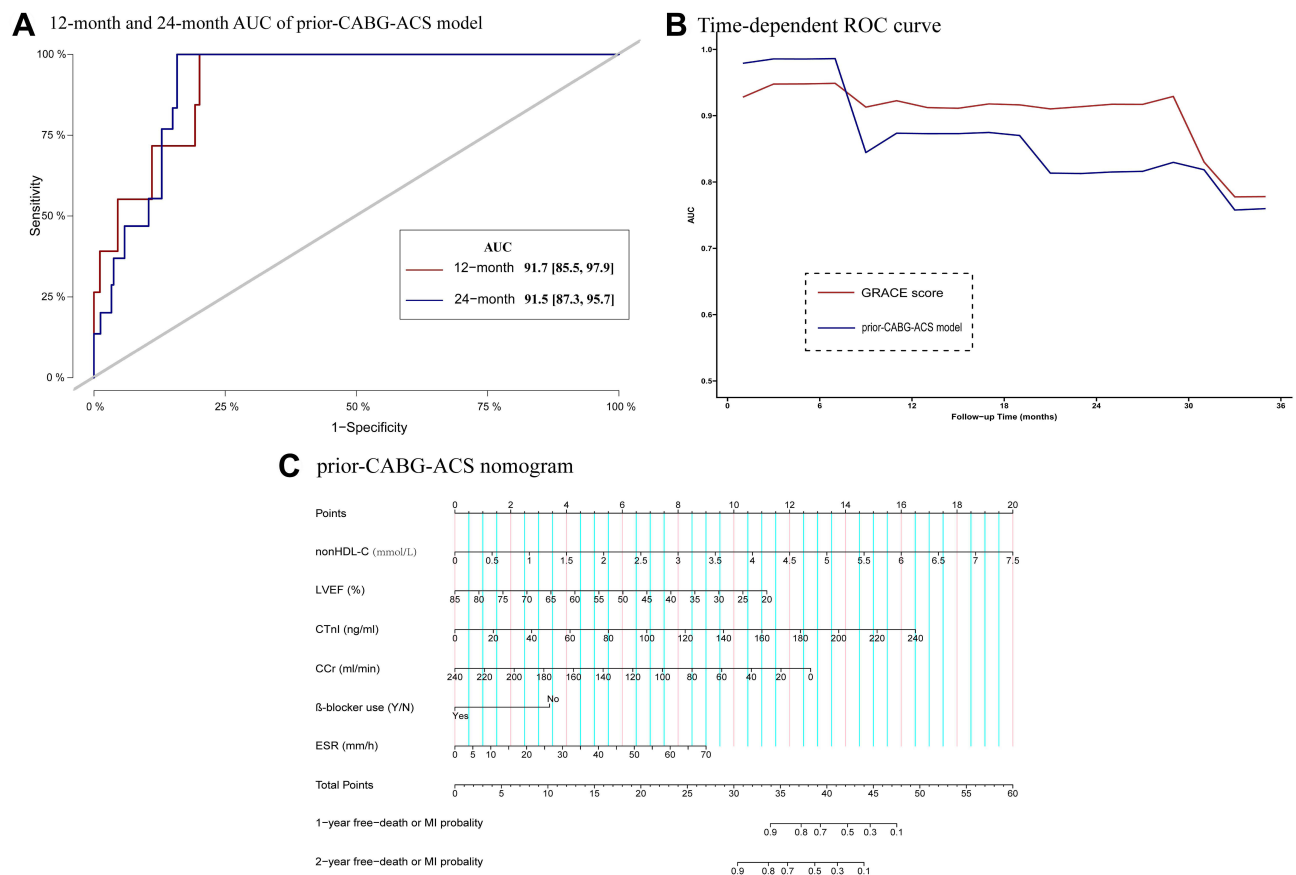 A 12-month and 24-month AUC of prior-CABG-ACS model
100 %
75 %
50 %
25 %
0 %
Sensitivity
0 % 25 % 50 % 75 % 100 %
1−Specificity
AUC
12−month 91.7 [85.5, 97.9]
24−month 91.5 [87.3, 95.7]
B Time-dependent ROC curve
1.0
0.9
0.8
0.7
0.6
0.5
AUC
0 6 12 18 24 30 36
Follow-up Time (months)
GRACE score
prior-CABG-ACS model
C prior-CABG-ACS nomogram
Points 0 2 4 6 8 10 12 14 16 18 20
nonHDL-C (mmol/L) 0 0.5 1 1.5 2 2.5 3 3.5 4 4.5 5 5.5 6 6.5 7 7.5
LVEF (%) 85 80 75 70 65 60 55 50 45 40 35 30 25 20
CTnI (ng/ml) 0 20 40 60 80 100 120 140 160 180 200 220 240
CCr (ml/min) 240 220 200 180 160 140 120 100 80 60 40 20 0
No
ß-blocker use (Y/N)
Yes
ESR (mm/h) 0 5 10 20 30 40 50 60 70
Total Points 0 5 10 15 20 25 30 35 40 45 50 55 60
1−year free−death or MI probality 0.9 0.8 0.7 0.5 0.3 0.1
2−year free−death or MI probality 0.9 0.8 0.7 0.5 0.3 0.1